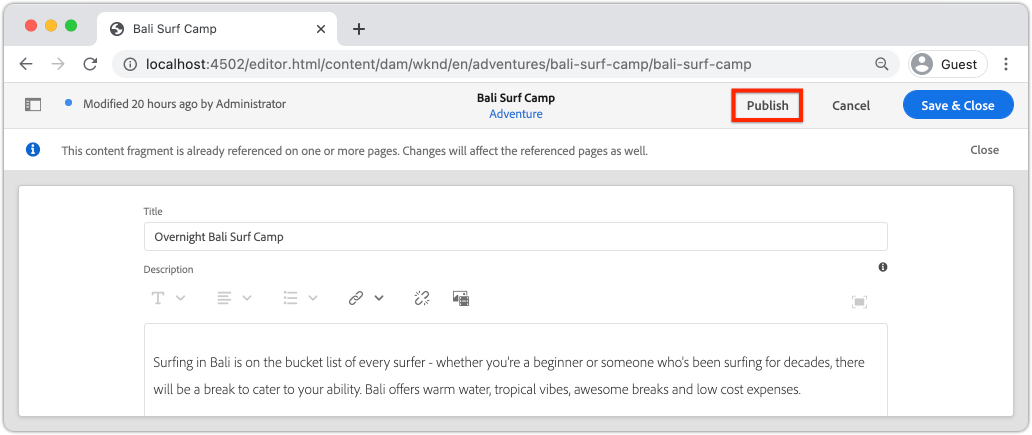 Bali Surf Camp
localhost:4502/editor.html/content/dam/wknd/en/adventures/bali-surf-camp/bali-surf-camp
Guest
Modified 20 hours ago by Administrator
Bali Surf Camp
Adventure
Publish
Cancel
Save & Close
This content fragment is already referenced on one or more pages. Changes will affect the referenced pages as well.
Close
Title
Overnight Bali Surf Camp
Description
Surfing in Bali is on the bucket list of every surfer - whether you're a beginner or someone who's been surfing for decades, there
will be a break to cater to your ability. Bali offers warm water, tropical vibes, awesome breaks and low cost expenses.